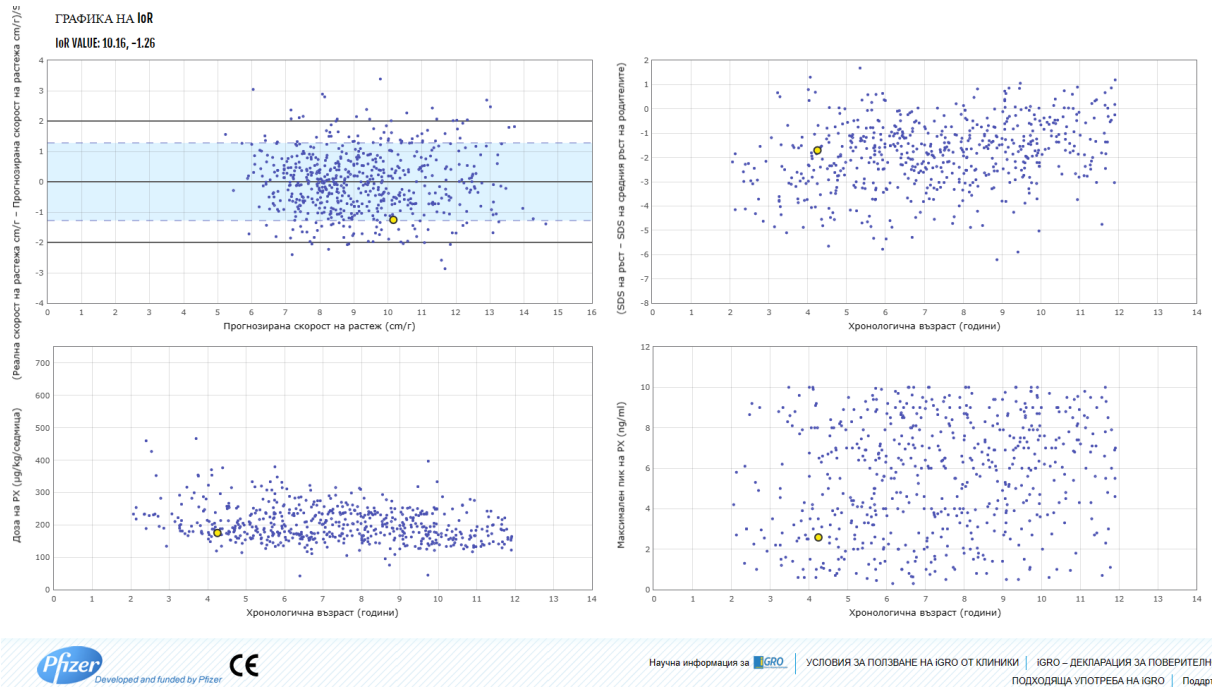 ГРАФИКА НА IoR
IoR VALUE: 10.16, -1.26
(Реална скорост на растежа cm/г – Прогнозирана скорост на растежа cm/г)/s
4
3
2
1
0
-1
-2
-3
-4
0 1 2 3 4 5 6 7 8 9 10 11 12 13 14 15 16
Прогнозирана скорост на растеж (cm/г)
(SDS на ръст – SDS на средния ръст на родителите)
2
1
0
-1
-2
-3
-4
-5
-6
-7
-8
0 1 2 3 4 5 6 7 8 9 10 11 12 13 14
Хронологична възраст (години)
Доза на РХ (µg/kg/седмица)
700
600
500
400
300
200
100
0
0 1 2 3 4 5 6 7 8 9 10 11 12 13 14
Хронологична възраст (години)
Максимален пик на РХ (ng/ml)
12
10
8
6
4
2
0
0 1 2 3 4 5 6 7 8 9 10 11 12 13 14
Хронологична възраст (години)
Pfizer
Developed and funded by Pfizer
CE
Научна информация за iGRO | УСЛОВИЯ ЗА ПОЛЗВАНЕ НА iGRO ОТ КЛИНИКИ | iGRO – ДЕКЛАРАЦИЯ ЗА ПОВЕРИТЕЛН
ПОДХОДЯЩА УПОТРЕБА НА iGRO | Поддръ